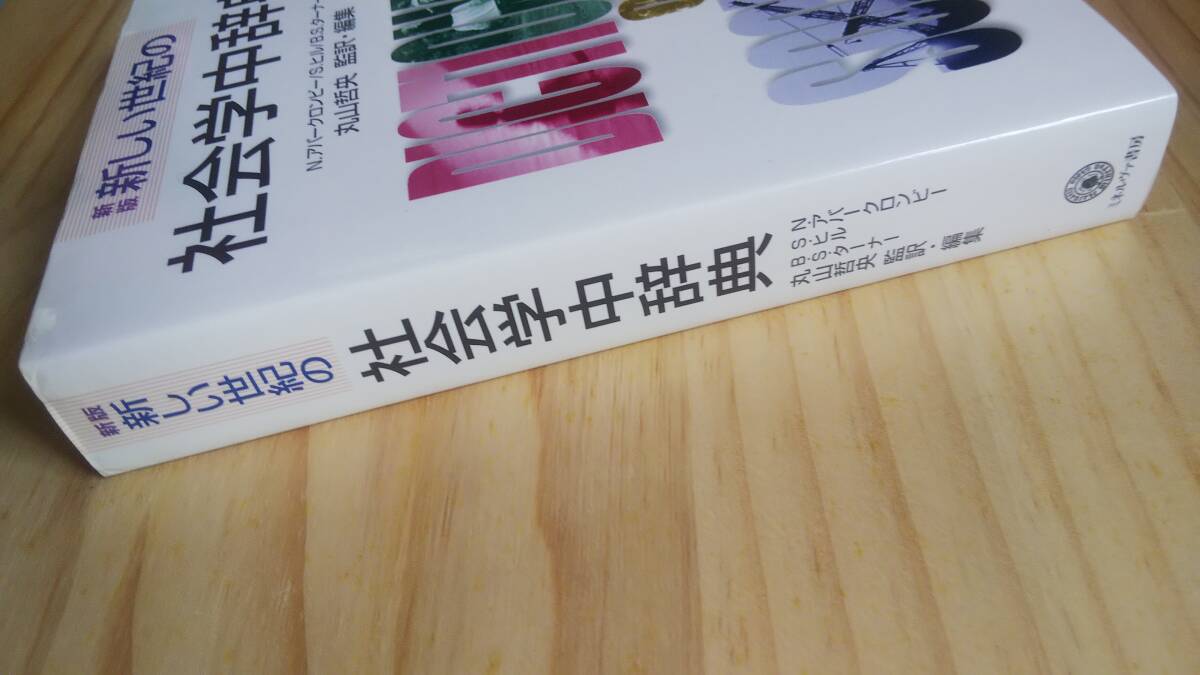 新版
新しい世紀の
社会学中辞典
N.アバークロンビー/S.ヒル/B.S.ターナー
丸山哲央 監訳・編集
新版
新しい世紀の
社会学中辞典
N.アバークロンビー
S.ヒル
B.S.ターナー
丸山哲央 監訳・編集
ミネルヴァ書房